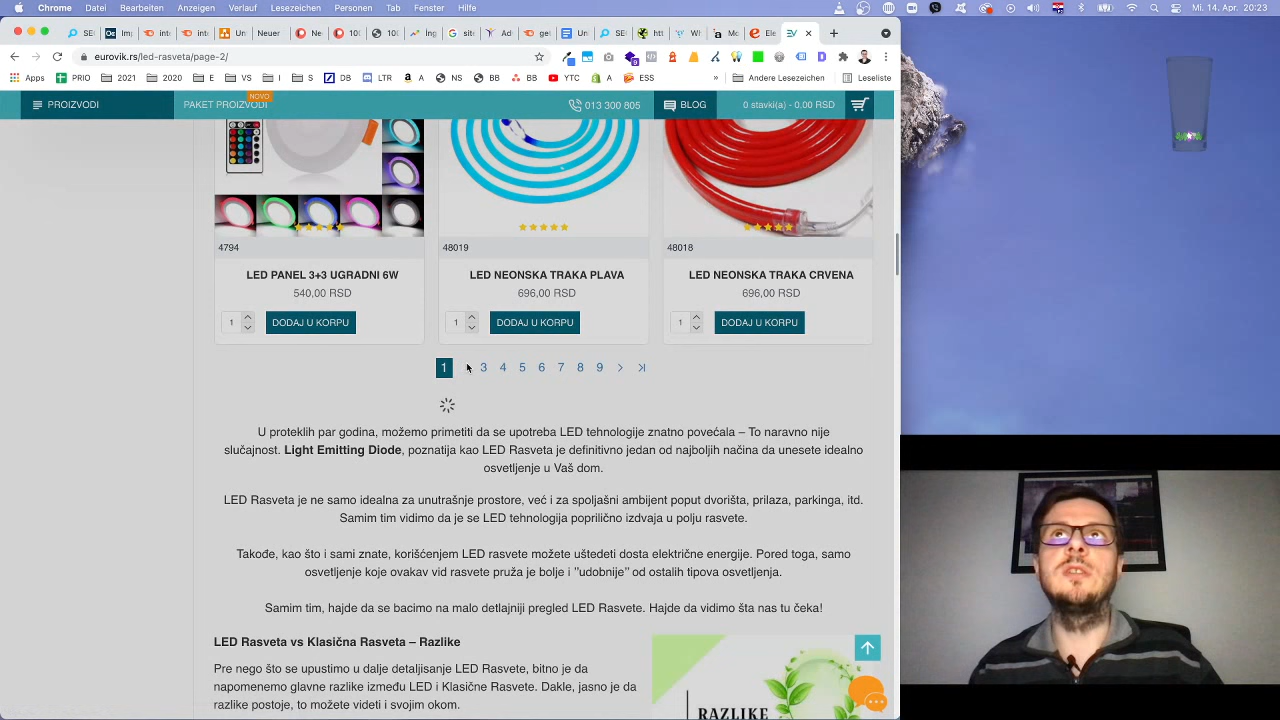 Chrome Datei Bearbeiten Anzeigen Verlauf Lesezeichen Personen Tab Fenster Hilfe Mi. 14. Apr. 20:23
eurovik.rs/led-rasveta/page-2/
Apps PRIO 2021 2020 E VS I S DB LTR A NS BB BB YTC A ESS » Andere Lesezeichen Leseliste
NOVO
PROIZVODI PAKET PROIZVODI 013 300 805 BLOG 0 stavki(a) - 0,00 RSD
4794 48019 48018
LED PANEL 3+3 UGRADNI 6W LED NEONSKA TRAKA PLAVA LED NEONSKA TRAKA CRVENA
540,00 RSD 696,00 RSD 696,00 RSD
1 DODAJ U KORPU 1 DODAJ U KORPU 1 DODAJ U KORPU
1 3 4 5 6 7 8 9 > >|
U proteklih par godina, možemo primetiti da se upotreba LED tehnologije znatno povećala – To naravno nije
slučajnost. Light Emitting Diode, poznatija kao LED Rasveta je definitivno jedan od najboljih načina da unesete idealno
osvetljenje u Vaš dom.
LED Rasveta je ne samo idealna za unutrašnje prostore, već i za spoljašni ambijent poput dvorišta, prilaza, parkinga, itd.
Samim tim vidimo da je se LED tehnologija poprilično izdvaja u polju rasvete.
Takođe, kao što i sami znate, korišćenjem LED rasvete možete uštedeti dosta električne energije. Pored toga, samo
osvetljenje koje ovakav vid rasvete pruža je bolje i ''udobnije'' od ostalih tipova osvetljenja.
Samim tim, hajde da se bacimo na malo detlajniji pregled LED Rasvete. Hajde da vidimo šta nas tu čeka!
LED Rasveta vs Klasična Rasveta – Razlike
Pre nego što se upustimo u dalje detaljisanje LED Rasvete, bitno je da
napomenemo glavne razlike između LED i Klasične Rasvete. Dakle, jasno je da
razlike postoje, to možete videti i svojim okom.
RAZLIKE